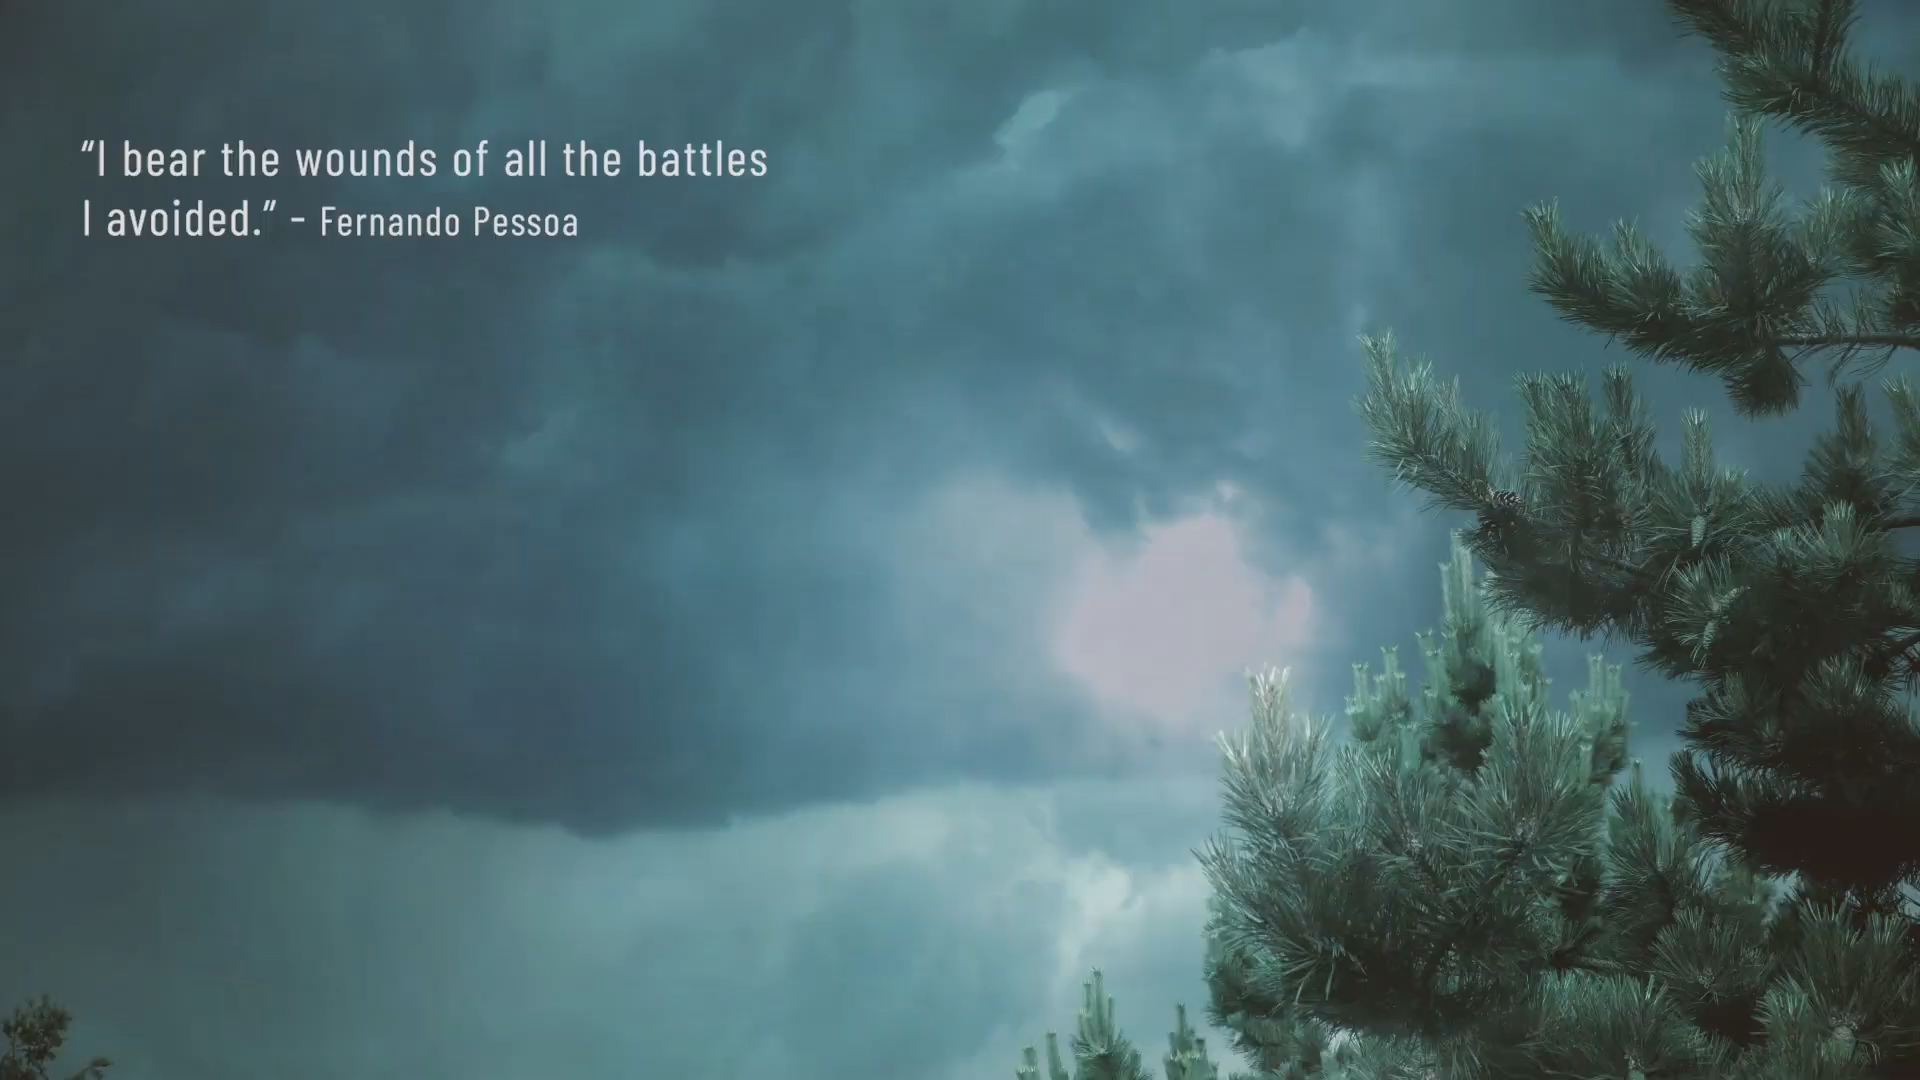 “I bear the wounds of all the battles
I avoided.” - Fernando Pessoa